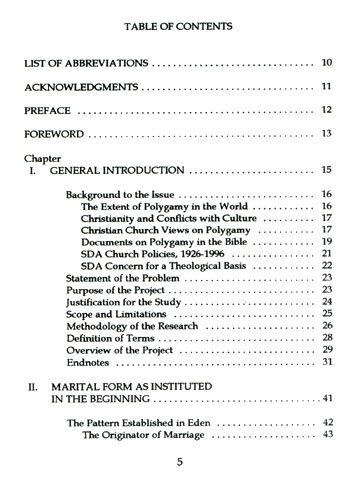 TABLE OF CONTENTS
LIST OF ABBREVIATIONS .............................. 10
ACKNOWLEDGMENTS ................................ 11
PREFACE ............................................ 12
FOREWORD .......................................... 13
Chapter
I. GENERAL INTRODUCTION ....................... 15
Background to the Issue ......................... 16
The Extent of Polygamy in the World ............ 16
Christianity and Conflicts with Culture .......... 17
Christian Church Views on Polygamy ........... 17
Documents on Polygamy in the Bible ........... 19
SDA Church Policies, 1926-1996 ................ 21
SDA Concern for a Theological Basis ........... 22
Statement of the Problem ........................ 23
Purpose of the Project ........................... 23
Justification for the Study ........................ 24
Scope and Limitations .......................... 25
Methodology of the Research .................... 26
Definition of Terms ............................. 28
Overview of the Project ......................... 29
Endnotes ..................................... 31
II. MARITAL FORM AS INSTITUTED
IN THE BEGINNING ............................... 41
The Pattern Established in Eden .................. 42
The Originator of Marriage .................... 43
5